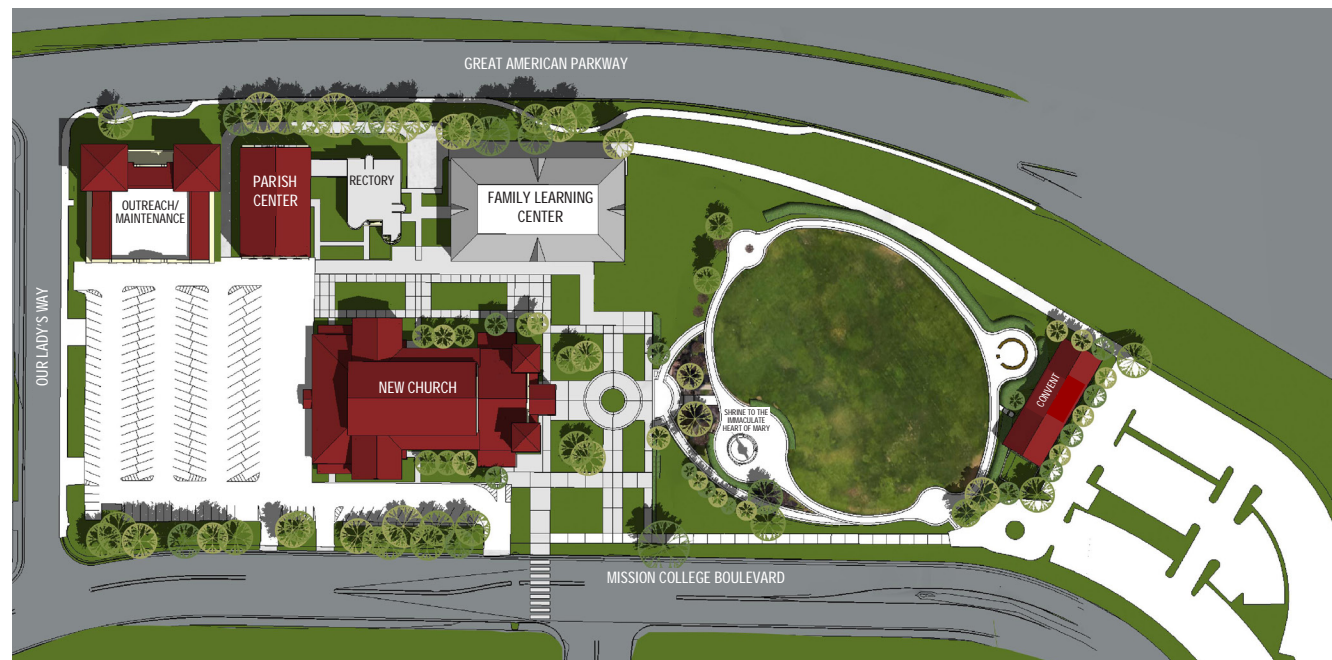 GREAT AMERICAN PARKWAY
OUTREACH/
MAINTENANCE
PARISH
CENTER
RECTORY
FAMILY LEARNING
CENTER
OUR LADY'S WAY
NEW CHURCH
SHRINE TO THE
IMMACULATE
HEART OF MARY
CONVENT
MISSION COLLEGE BOULEVARD